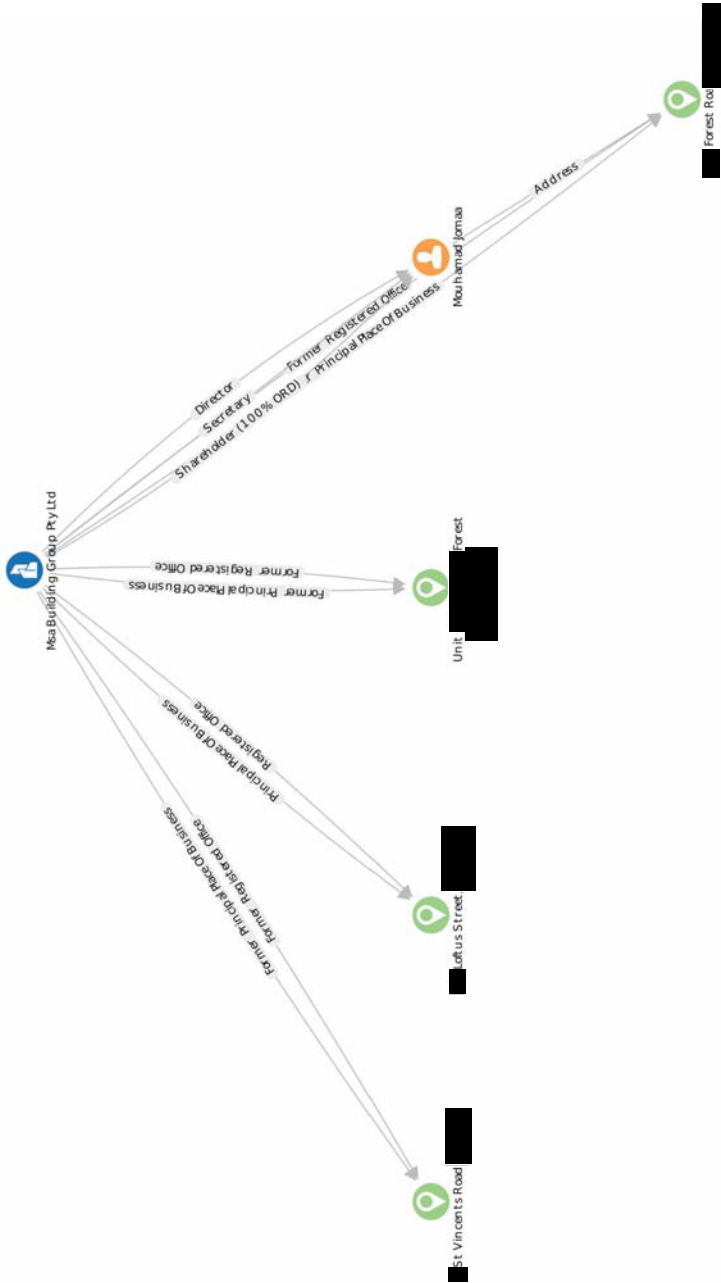 Msa Building Group Pty Ltd
Director
Secretary
Shareholder (100% ORD)
Former Registered Office
r Principal Place Of Business
Mouhamad Jomaa
Address
Forest Roa
Former Registered Office
Former Principal Place Of Business
Unit
Forest
Registered Office
Principal Place Of Business
Loftus Street,
Former Registered Office
Former Principal Place Of Business
St Vincents Road